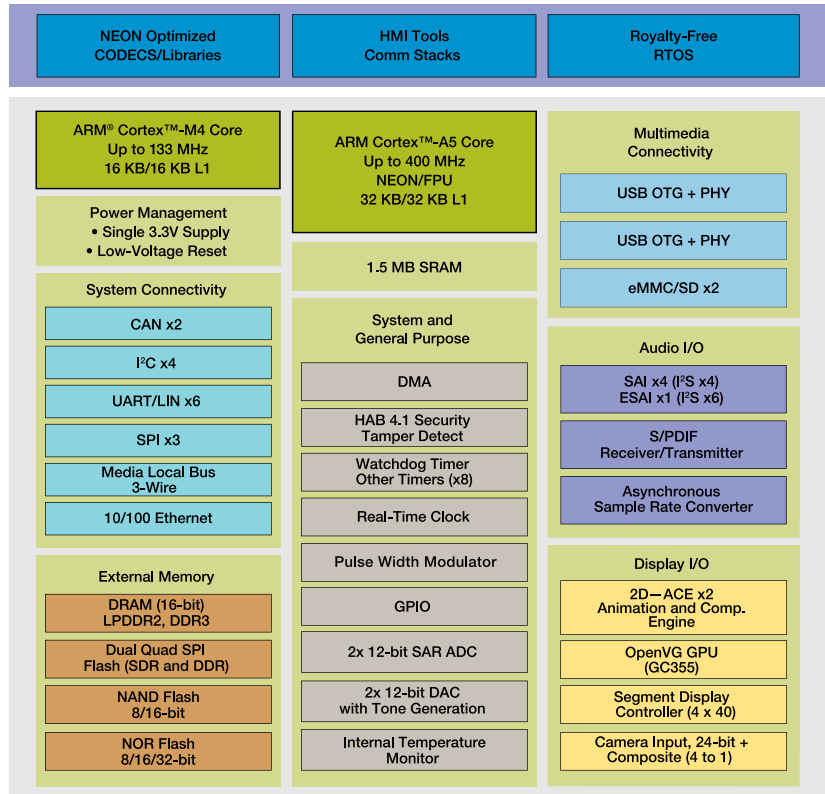 NEON Optimized
CODECS/Libraries
HMI Tools
Comm Stacks
Royalty-Free
RTOS
ARM® Cortex™-M4 Core
Up to 133 MHz
16 KB/16 KB L1
Power Management
• Single 3.3V Supply
• Low-Voltage Reset
System Connectivity
CAN x2
I²C x4
UART/LIN x6
SPI x3
Media Local Bus
3-Wire
10/100 Ethernet
External Memory
DRAM (16-bit)
LPDDR2, DDR3
Dual Quad SPI
Flash (SDR and DDR)
NAND Flash
8/16-bit
NOR Flash
8/16/32-bit
ARM Cortex™-A5 Core
Up to 400 MHz
NEON/FPU
32 KB/32 KB L1
1.5 MB SRAM
System and
General Purpose
DMA
HAB 4.1 Security
Tamper Detect
Watchdog Timer
Other Timers (x8)
Real-Time Clock
Pulse Width Modulator
GPIO
2x 12-bit SAR ADC
2x 12-bit DAC
with Tone Generation
Internal Temperature
Monitor
Multimedia
Connectivity
USB OTG + PHY
USB OTG + PHY
eMMC/SD x2
Audio I/O
SAI x4 (I²S x4)
ESAI x1 (I²S x6)
S/PDIF
Receiver/Transmitter
Asynchronous
Sample Rate Converter
Display I/O
2D—ACE x2
Animation and Comp.
Engine
OpenVG GPU
(GC355)
Segment Display
Controller (4 x 40)
Camera Input, 24-bit +
Composite (4 to 1)